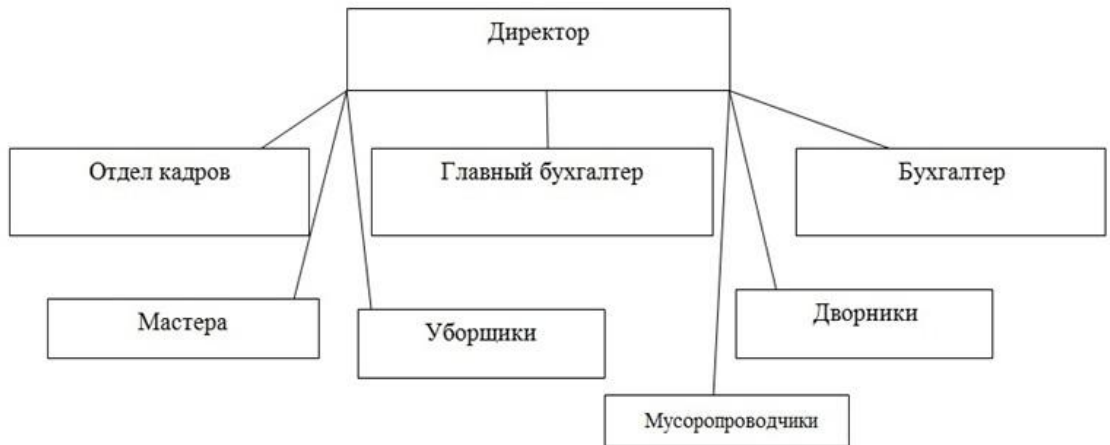 Директор
Отдел кадров
Главный бухгалтер
Бухгалтер
Мастера
Уборщики
Дворники
Мусоропроводчики